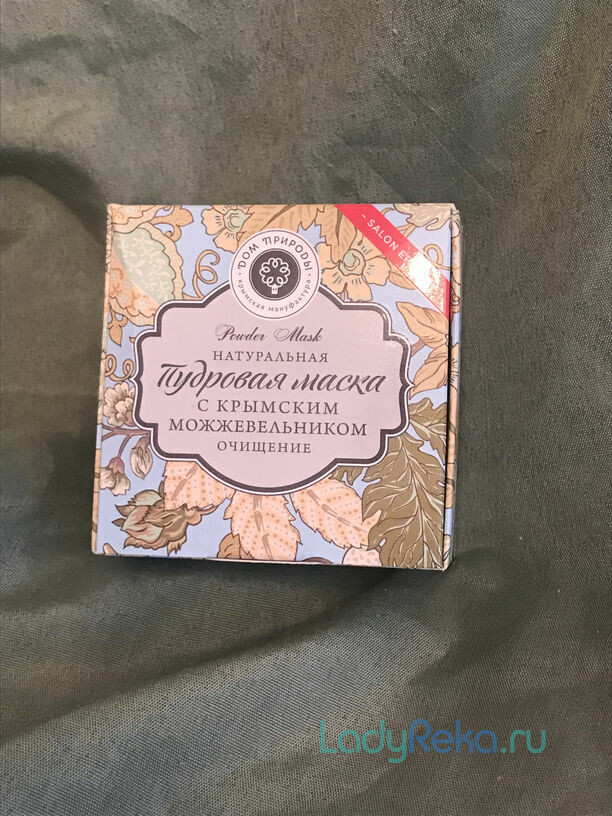 ДОМ ПРИРОДЫ
крымская мануфактура
- SALON
Powder Mask
НАТУРАЛЬНАЯ
Пудровая маска
С КРЫМСКИМ
МОЖЖЕВЕЛЬНИКОМ
ОЧИЩЕНИЕ
LadyReka.ru